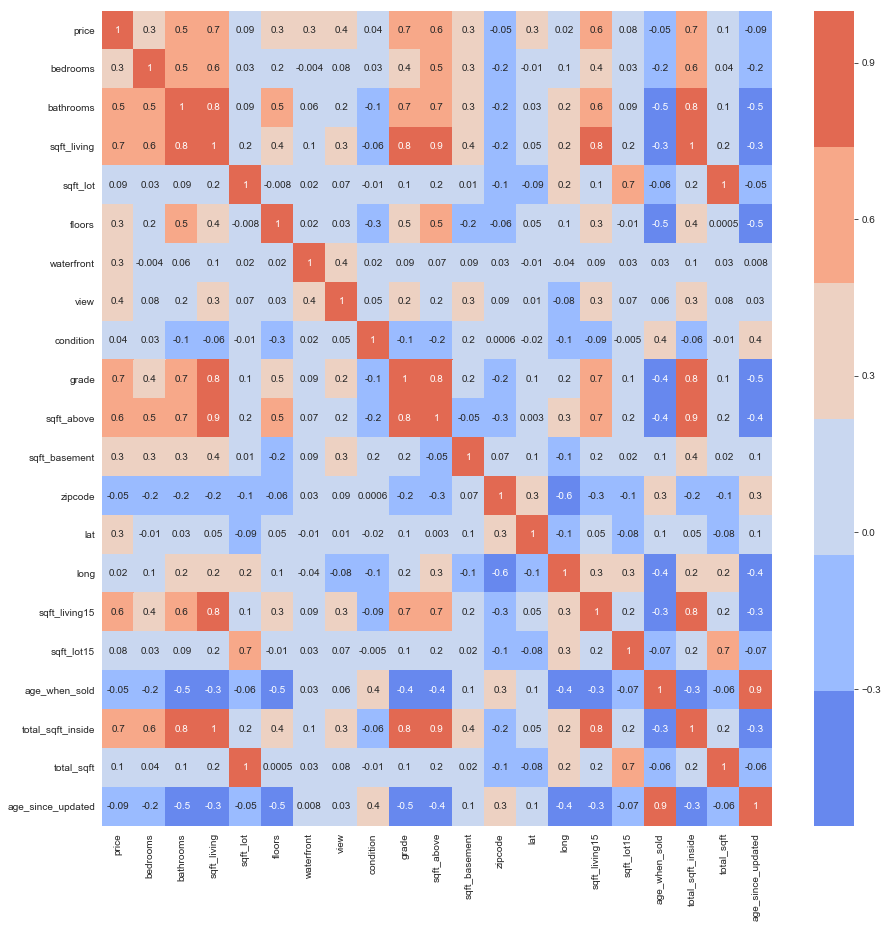 price 1 0.3 0.5 0.7 0.09 0.3 0.3 0.4 0.04 0.7 0.6 0.3 -0.05 0.3 0.02 0.6 0.08 -0.05 0.7 0.1 -0.09
0.9
bedrooms 0.3 1 0.5 0.6 0.03 0.2 -0.004 0.08 0.03 0.4 0.5 0.3 -0.2 -0.01 0.1 0.4 0.03 -0.2 0.6 0.04 -0.2
bathrooms 0.5 0.5 1 0.8 0.09 0.5 0.06 0.2 -0.1 0.7 0.7 0.3 -0.2 0.03 0.2 0.6 0.09 -0.5 0.8 0.1 -0.5
sqft_living 0.7 0.6 0.8 1 0.2 0.4 0.1 0.3 -0.06 0.8 0.9 0.4 -0.2 0.05 0.2 0.8 0.2 -0.3 1 0.2 -0.3
sqft_lot 0.09 0.03 0.09 0.2 1 -0.008 0.02 0.07 -0.01 0.1 0.2 0.01 -0.1 -0.09 0.2 0.1 0.7 -0.06 0.2 1 -0.05
0.6
floors 0.3 0.2 0.5 0.4 -0.008 1 0.02 0.03 -0.3 0.5 0.5 -0.2 -0.06 0.05 0.1 0.3 -0.01 -0.5 0.4 0.0005 -0.5
waterfront 0.3 -0.004 0.06 0.1 0.02 0.02 1 0.4 0.02 0.09 0.07 0.09 0.03 -0.01 -0.04 0.09 0.03 0.03 0.1 0.03 0.008
view 0.4 0.08 0.2 0.3 0.07 0.03 0.4 1 0.05 0.2 0.2 0.3 0.09 0.01 -0.08 0.3 0.07 0.06 0.3 0.08 0.03
condition 0.04 0.03 -0.1 -0.06 -0.01 -0.3 0.02 0.05 1 -0.1 -0.2 0.2 0.0006 -0.02 -0.1 -0.09 -0.005 0.4 -0.06 -0.01 0.4
0.3
grade 0.7 0.4 0.7 0.8 0.1 0.5 0.09 0.2 -0.1 1 0.8 0.2 -0.2 0.1 0.2 0.7 0.1 -0.4 0.8 0.1 -0.5
sqft_above 0.6 0.5 0.7 0.9 0.2 0.5 0.07 0.2 -0.2 0.8 1 -0.05 -0.3 0.003 0.3 0.7 0.2 -0.4 0.9 0.2 -0.4
sqft_basement 0.3 0.3 0.3 0.4 0.01 -0.2 0.09 0.3 0.2 0.2 -0.05 1 0.07 0.1 -0.1 0.2 0.02 0.1 0.4 0.02 0.1
zipcode -0.05 -0.2 -0.2 -0.2 -0.1 -0.06 0.03 0.09 0.0006 -0.2 -0.3 0.07 1 0.3 -0.6 -0.3 -0.1 0.3 -0.2 -0.1 0.3
lat 0.3 -0.01 0.03 0.05 -0.09 0.05 -0.01 0.01 -0.02 0.1 0.003 0.1 0.3 1 -0.1 0.05 -0.08 0.1 0.05 -0.08 0.1
0.0
long 0.02 0.1 0.2 0.2 0.2 0.1 -0.04 -0.08 -0.1 0.2 0.3 -0.1 -0.6 -0.1 1 0.3 0.3 -0.4 0.2 0.2 -0.4
sqft_living15 0.6 0.4 0.6 0.8 0.1 0.3 0.09 0.3 -0.09 0.7 0.7 0.2 -0.3 0.05 0.3 1 0.2 -0.3 0.8 0.2 -0.3
sqft_lot15 0.08 0.03 0.09 0.2 0.7 -0.01 0.03 0.07 -0.005 0.1 0.2 0.02 -0.1 -0.08 0.3 0.2 1 -0.07 0.2 0.7 -0.07
age_when_sold -0.05 -0.2 -0.5 -0.3 -0.06 -0.5 0.03 0.06 0.4 -0.4 -0.4 0.1 0.3 0.1 -0.4 -0.3 -0.07 1 -0.3 -0.06 0.9
-0.3
total_sqft_inside 0.7 0.6 0.8 1 0.2 0.4 0.1 0.3 -0.06 0.8 0.9 0.4 -0.2 0.05 0.2 0.8 0.2 -0.3 1 0.2 -0.3
total_sqft 0.1 0.04 0.1 0.2 1 0.0005 0.03 0.08 -0.01 0.1 0.2 0.02 -0.1 -0.08 0.2 0.2 0.7 -0.06 0.2 1 -0.06
age_since_updated -0.09 -0.2 -0.5 -0.3 -0.05 -0.5 0.008 0.03 0.4 -0.5 -0.4 0.1 0.3 0.1 -0.4 -0.3 -0.07 0.9 -0.3 -0.06 1
price bedrooms bathrooms sqft_living sqft_lot floors waterfront view condition grade sqft_above sqft_basement zipcode lat long sqft_living15 sqft_lot15 age_when_sold total_sqft_inside total_sqft age_since_updated